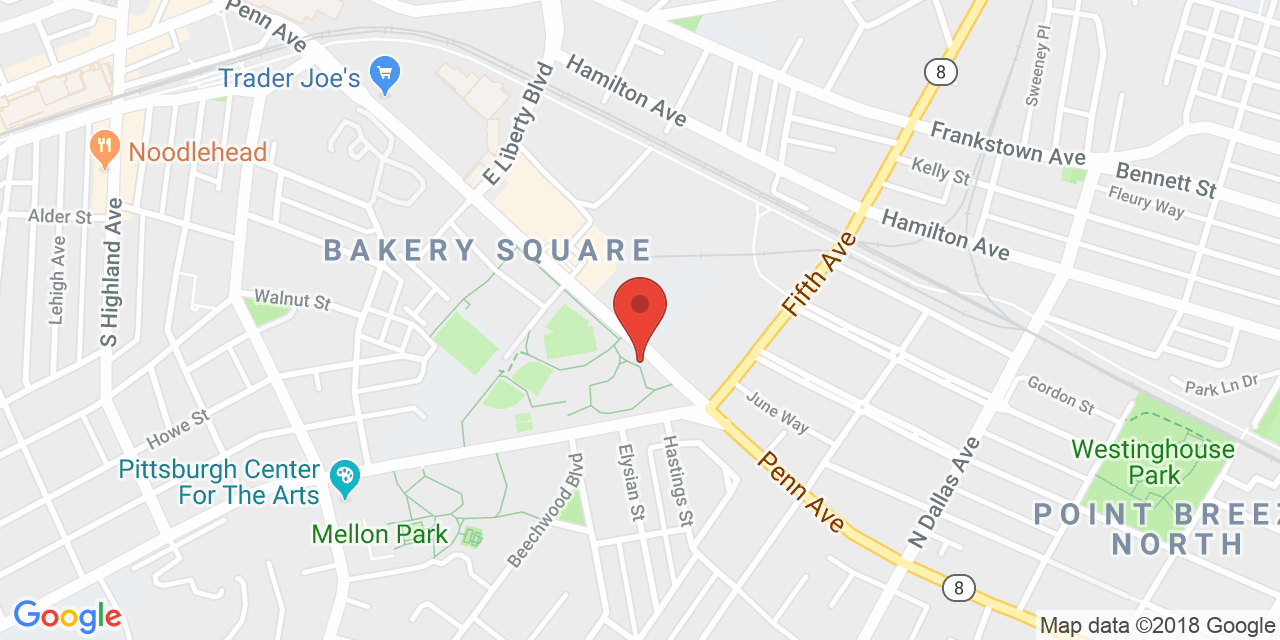 Penn Ave
Trader Joe's
E Liberty Blvd
Hamilton Ave
8
Sweeney Pl
Frankstown Ave
Noodlehead
Kelly St
Bennett St
Fleury Way
Alder St
Lehigh Ave
S Highland Ave
BAKERY SQUARE
Fifth Ave
Hamilton Ave
Walnut St
Gordon St
Park Ln Dr
June Way
Howe St
Pittsburgh Center
For The Arts
Mellon Park
Beechwood Blvd
Elysian St
Hastings St
Penn Ave
N Dallas Ave
Westinghouse
Park
POINT BREEZ
NORTH
8
Google
Map data ©2018 Google